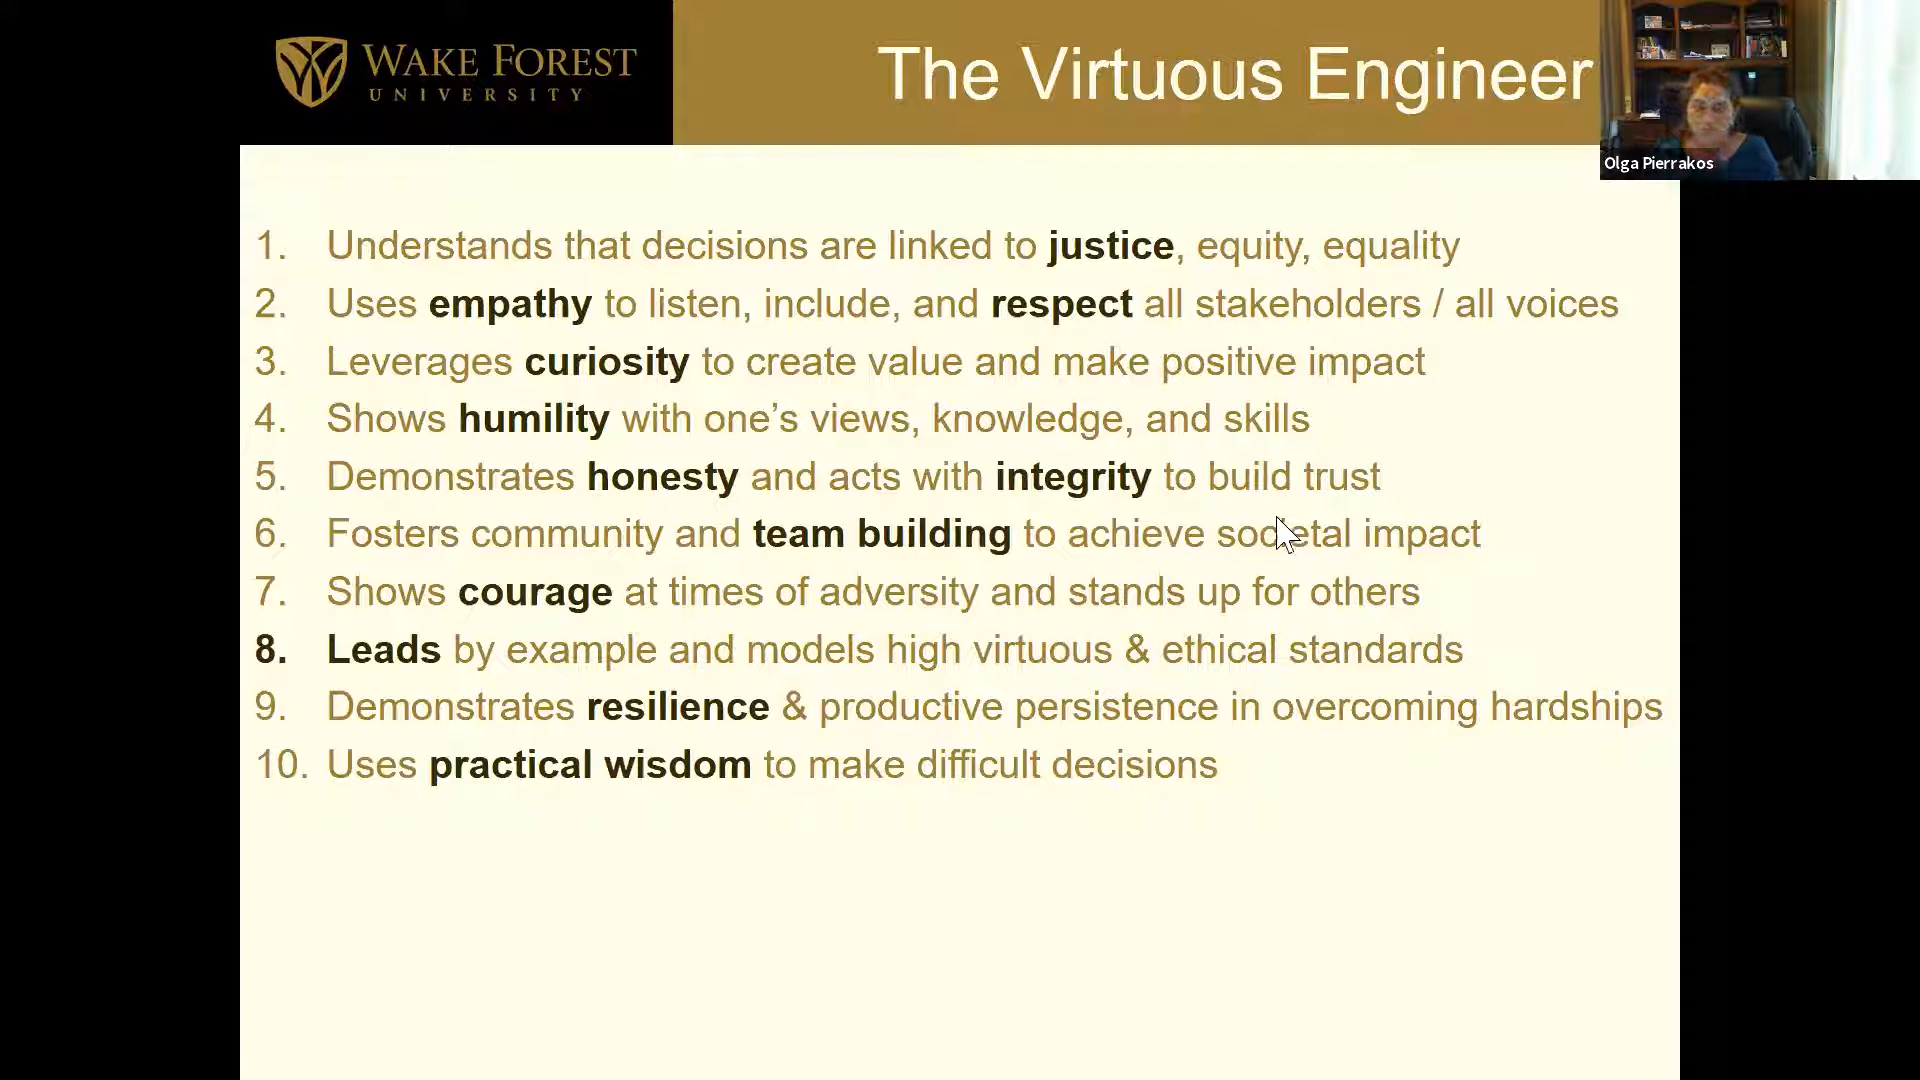 WAKE FOREST
UNIVERSITY
The Virtuous Engineer
Olga Pierrakos
1. Understands that decisions are linked to justice, equity, equality
2. Uses empathy to listen, include, and respect all stakeholders / all voices
3. Leverages curiosity to create value and make positive impact
4. Shows humility with one’s views, knowledge, and skills
5. Demonstrates honesty and acts with integrity to build trust
6. Fosters community and team building to achieve societal impact
7. Shows courage at times of adversity and stands up for others
8. Leads by example and models high virtuous & ethical standards
9. Demonstrates resilience & productive persistence in overcoming hardships
10. Uses practical wisdom to make difficult decisions